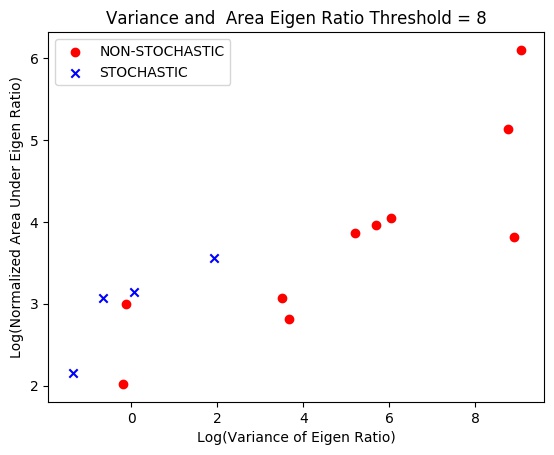 Variance and  Area Eigen Ratio Threshold = 8
NON-STOCHASTIC
STOCHASTIC
Log(Normalized Area Under Eigen Ratio)
6
5
4
3
2
0
2
4
6
8
Log(Variance of Eigen Ratio)